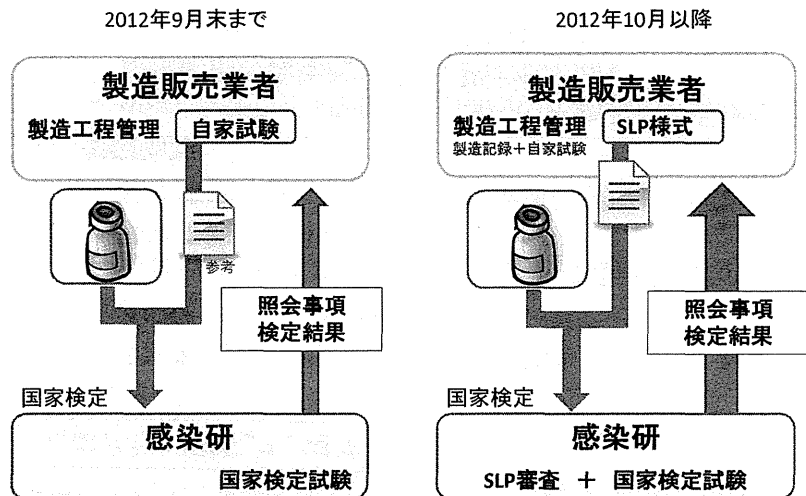 2012年9月末まで
製造販売業者
製造工程管理 自家試験
参考
照会事項
検定結果
国家検定
感染研
国家検定試験
2012年10月以降
製造販売業者
製造工程管理 SLP様式
製造記録+自家試験
照会事項
検定結果
国家検定
感染研
SLP審査 + 国家検定試験